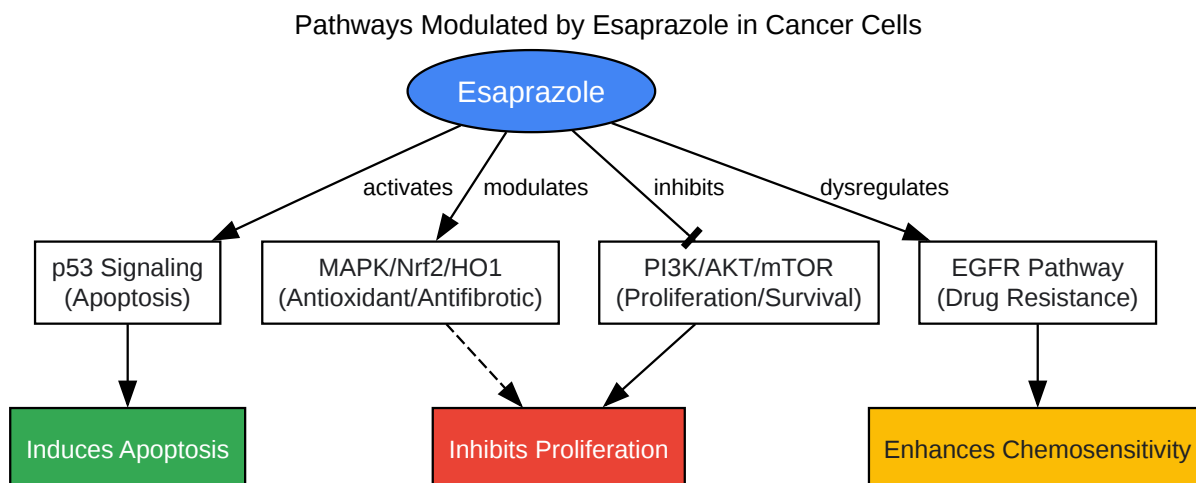 Pathways Modulated by Esaprazole in Cancer Cells
Esaprazole
activates
modulates
inhibits
dysregulates
p53 Signaling
(Apoptosis)
MAPK/Nrf2/HO1
(Antioxidant/Antifibrotic)
PI3K/AKT/mTOR
(Proliferation/Survival)
EGFR Pathway
(Drug Resistance)
Induces Apoptosis
Inhibits Proliferation
Enhances Chemosensitivity